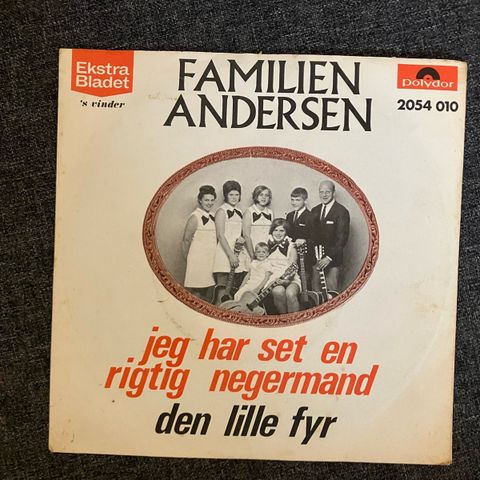 Ekstra
Bladet
's vinder
FAMILIEN
ANDERSEN
Polydor
2054 010
jeg har set en
rigtig negermand
den lille fyr